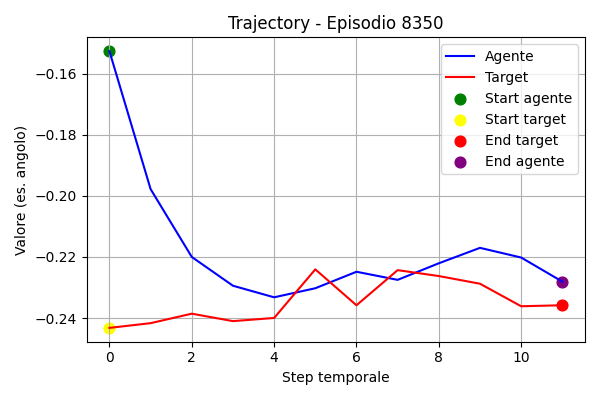 Trajectory - Episodio 8350
Valore (es. angolo)
−0.16
−0.18
−0.20
−0.22
−0.24
0
2
4
6
8
10
Step temporale
Agente
Target
Start agente
Start target
End target
End agente